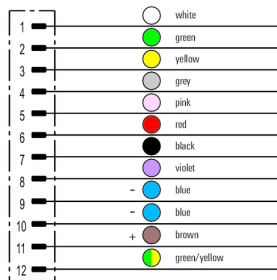 white
1
green
2
yellow
3
grey
4
pink
5
red
6
black
7
violet
8
- blue
9
- blue
10
+ brown
11
green/yellow
12